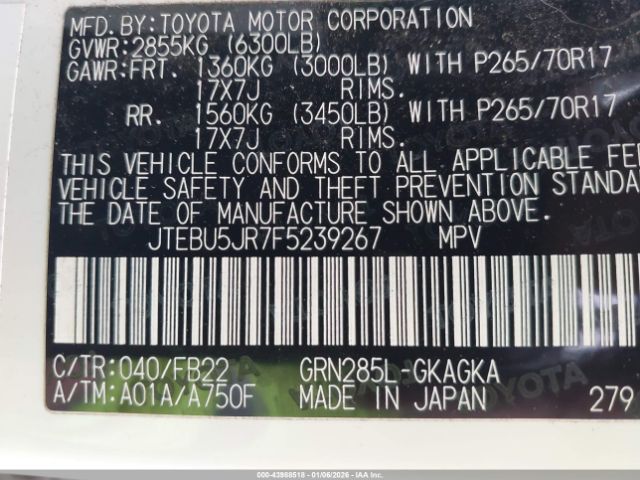 MFD. BY: TOYOTA MOTOR CORPORATION
GVWR: 2855KG (6300LB)
GAWR: FRT. 1360KG (3000LB) WITH P265/70R17
17X7J RIMS.
RR. 1560KG (3450LB) WITH P265/70R17
17X7J RIMS.
THIS VEHICLE CONFORMS TO ALL APPLICABLE FED
VEHICLE SAFETY AND THEFT PREVENTION STANDA
THE DATE OF MANUFACTURE SHOWN ABOVE.
JTEBU5JR7F5239267 MPV
C/TR: 040/FB22 GRN285L-GKAGKA
A/TM: A01A/A750F MADE IN JAPAN 279
000-43988518 | 01/06/2026 | IAA Inc.